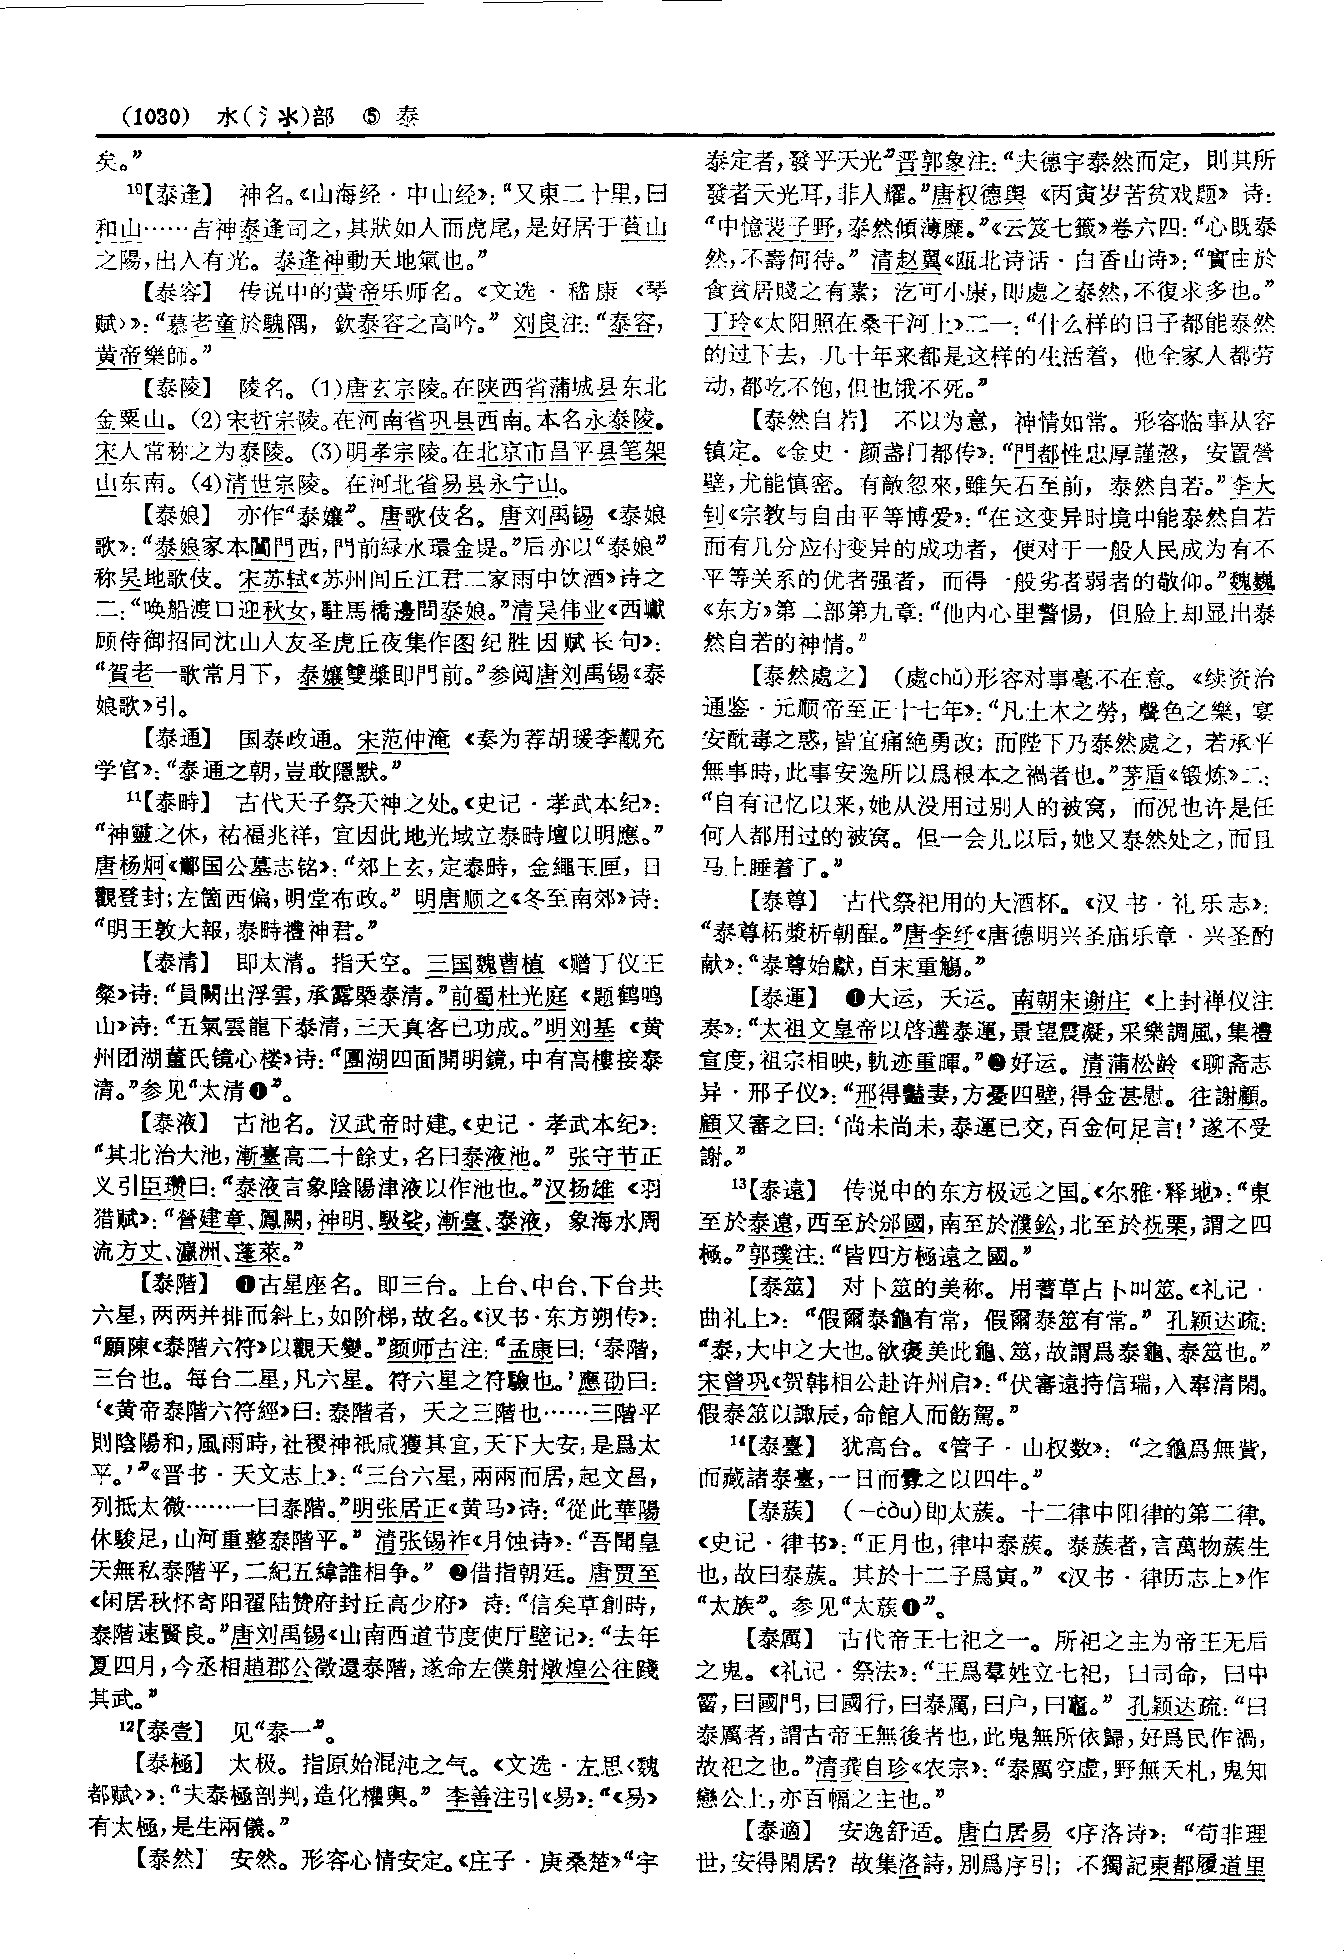 (1030) 水(氵氺)部 ⑤ 泰
矣。”
¹⁰【泰逢】 神名。《山海经·中山经》：“又東二十里，曰
和山……吉神泰逢司之，其狀如人而虎尾，是好居于萯山
之陽，出入有光。泰逢神動天地氣也。”
【泰容】 传说中的黄帝乐师名。《文选·嵇康〈琴
赋〉》：“慕老童於騩隅，欽泰容之高吟。” 刘良注：“泰容，
黄帝樂師。”
【泰陵】 陵名。(1)唐玄宗陵。在陕西省蒲城县东北
金粟山。(2)宋哲宗陵。在河南省巩县西南。本名永泰陵。
宋人常称之为泰陵。(3)明孝宗陵。在北京市昌平县笔架
山东南。(4)清世宗陵。在河北省易县永宁山。
【泰娘】 亦作“泰孃”。唐歌伎名。唐刘禹锡《泰娘
歌》：“泰娘家本閶門西，門前緑水環金堤。”后亦以“泰娘”
称吴地歌伎。宋苏轼《苏州闾丘江君二家雨中饮酒》诗之
二：“唤船渡口迎秋女，駐馬橋邊問泰娘。”清吴伟业《西巘
顾侍御招同沈山人友圣虎丘夜集作图纪胜因赋长句》：
“賀老一歌常月下，泰孃雙槳即門前。”参阅唐刘禹锡《泰
娘歌》引。
【泰通】 国泰政通。宋范仲淹《奏为荐胡瑗李觏充
学官》：“泰通之朝，豈敢隱默。”
¹¹【泰畤】 古代天子祭天神之处。《史记·孝武本纪》：
“神靈之休，祐福兆祥，宜因此地光域立泰畤壇以明應。”
唐杨炯《鄘国公墓志铭》：“郊上玄，定泰畤，金繩玉匣，日
觀登封；左箇西偏，明堂布政。” 明唐顺之《冬至南郊》诗：
“明王敦大報，泰畤禮神君。”
【泰清】 即太清。指天空。三国魏曹植《赠丁仪王
粲》诗：“員闕出浮雲，承露槩泰清。”前蜀杜光庭《题鹤鸣
山》诗：“五氣雲龍下泰清，三天真客已功成。”明刘基《黄
州团湖董氏镜心楼》诗：“團湖四面開明鏡，中有高樓接泰
清。”参见“太清❶”。
【泰液】 古池名。汉武帝时建。《史记·孝武本纪》：
“其北治大池，漸臺高二十餘丈，名曰泰液池。” 张守节正
义引臣瓒曰：“泰液言象陰陽津液以作池也。”汉扬雄《羽
猎赋》：“營建章、鳳闕，神明、馺娑，漸臺、泰液，象海水周
流方丈、瀛洲、蓬萊。”
【泰階】 ❶古星座名。即三台。上台、中台、下台共
六星，两两并排而斜上，如阶梯，故名。《汉书·东方朔传》：
“願陳《泰階六符》以觀天變。”颜师古注：“孟康曰：‘泰階，
三台也。每台二星，凡六星。符六星之符驗也。’應劭曰：
‘《黄帝泰階六符經》曰：泰階者，天之三階也……三階平
則陰陽和，風雨時，社稷神祇咸獲其宜，天下大安，是爲太
平。’”《晋书·天文志上》：“三台六星，兩兩而居，起文昌，
列抵太微……一曰泰階。”明张居正《黄马》诗：“從此華陽
休駿足，山河重整泰階平。” 清张锡祚《月蚀诗》：“吾聞皇
天無私泰階平，二紀五緯誰相争。” ❷借指朝廷。唐贾至
《闲居秋怀寄阳翟陆赞府封丘高少府》诗：“信矣草創時，
泰階速賢良。”唐刘禹锡《山南西道节度使厅壁记》：“去年
夏四月，今丞相趙郡公徵還泰階，遂命左僕射燉煌公往踐
其武。”
¹²【泰壹】 见“泰一”。
【泰極】 太极。指原始混沌之气。《文选·左思〈魏
都赋〉》：“夫泰極剖判，造化權輿。” 李善注引《易》：“《易》
有太極，是生兩儀。”
【泰然】 安然。形容心情安定。《庄子·庚桑楚》“宇
泰定者，發乎天光”晋郭象注：“夫德宇泰然而定，則其所
發者天光耳，非人耀。”唐权德舆《丙寅岁苦贫戏题》诗：
“中憶裴子野，泰然傾薄糜。”《云笈七籤》卷六四：“心既泰
然，不壽何待。” 清赵翼《瓯北诗话·白香山诗》：“實由於
食貧居賤之有素；汔可小康，即處之泰然，不復求多也。”
丁玲《太阳照在桑干河上》二一：“什么样的日子都能泰然
的过下去，几十年来都是这样的生活着，他全家人都劳
动，都吃不饱，但也饿不死。”
【泰然自若】 不以为意，神情如常。形容临事从容
镇定。《金史·颜盏门都传》：“門都性忠厚謹愨，安置營
壁，尤能慎密。有敵忽來，雖矢石至前，泰然自若。”李大
钊《宗教与自由平等博爱》：“在这变异时境中能泰然自若
而有几分应付变异的成功者，便对于一般人民成为有不
平等关系的优者强者，而得一般劣者弱者的敬仰。”魏巍
《东方》第二部第九章：“他内心里警惕，但脸上却显出泰
然自若的神情。”
【泰然處之】 (處chǔ)形容对事毫不在意。《续资治
通鉴·元顺帝至正十七年》：“凡土木之勞，聲色之樂，宴
安酖毒之惑，皆宜痛絶勇改；而陛下乃泰然處之，若承平
無事時，此事安逸所以爲根本之禍者也。”茅盾《锻炼》二：
“自有记忆以来，她从没用过别人的被窝，而况也许是任
何人都用过的被窝。但一会儿以后，她又泰然处之，而且
马上睡着了。”
【泰尊】 古代祭祀用的大酒杯。《汉书·礼乐志》：
“泰尊柘漿析朝酲。”唐李纾《唐德明兴圣庙乐章·兴圣酌
献》：“泰尊始獻，百末重觴。”
【泰運】 ❶大运，天运。南朝宋谢庄《上封禅仪注
奏》：“太祖文皇帝以啓遘泰運，景望震凝，采樂調風，集禮
宣度，祖宗相映，軌迹重暉。”❷好运。清蒲松龄《聊斋志
异·邢子仪》：“邢得豔妻，方憂四壁，得金甚慰。往謝顧。
顧又審之曰：‘尚未尚未，泰運已交，百金何足言！’遂不受
謝。”
¹³【泰遠】 传说中的东方极远之国。《尔雅·释地》：“東
至於泰遠，西至於邠國，南至於濮鈆，北至於祝栗，謂之四
極。”郭璞注：“皆四方極遠之國。”
【泰筮】 对卜筮的美称。用蓍草占卜叫筮。《礼记·
曲礼上》：“假爾泰龜有常，假爾泰筮有常。” 孔颖达疏：
“泰，大中之大也。欲褒美此龜、筮，故謂爲泰龜、泰筮也。”
宋曾巩《贺韩相公赴许州启》：“伏審遠持信瑞，入奉清閑。
假泰筮以諏辰，命館人而飭駕。”
¹⁴【泰臺】 犹高台。《管子·山权数》：“之龜爲無貲，
而藏諸泰臺，一日而釁之以四牛。”
【泰蔟】 (—còu)即太蔟。十二律中阳律的第二律。
《史记·律书》：“正月也，律中泰蔟。泰蔟者，言萬物蔟生
也，故曰泰蔟。其於十二子爲寅。”《汉书·律历志上》作
“太族”。参见“太蔟❶”。
【泰厲】 古代帝王七祀之一。所祀之主为帝王无后
之鬼。《礼记·祭法》：“王爲羣姓立七祀，曰司命，曰中
霤，曰國門，曰國行，曰泰厲，曰户，曰竈。” 孔颖达疏：“曰
泰厲者，謂古帝王無後者也，此鬼無所依歸，好爲民作禍，
故祀之也。”清龚自珍《农宗》：“泰厲空虚，野無夭札，鬼知
戀公上，亦百幅之主也。”
【泰適】 安逸舒适。唐白居易《序洛诗》：“苟非理
世，安得閑居？故集洛詩，别爲序引；不獨記東都履道里